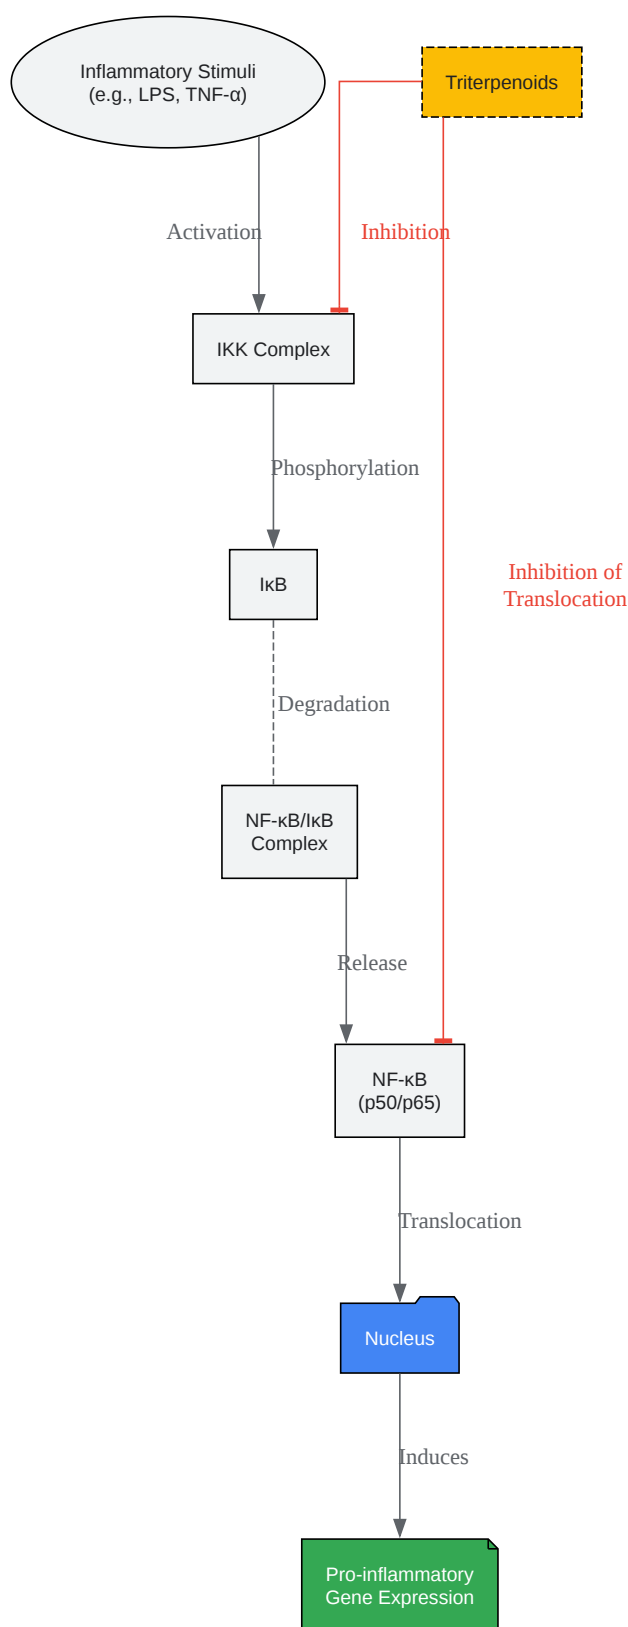 Inflammatory Stimuli
(e.g., LPS, TNF-α)
Triterpenoids
Activation
Inhibition
IKK Complex
Phosphorylation
IκB
Inhibition of
Translocation
Degradation
NF-κB/IκB
Complex
Release
NF-κB
(p50/p65)
Translocation
Nucleus
Induces
Pro-inflammatory
Gene Expression